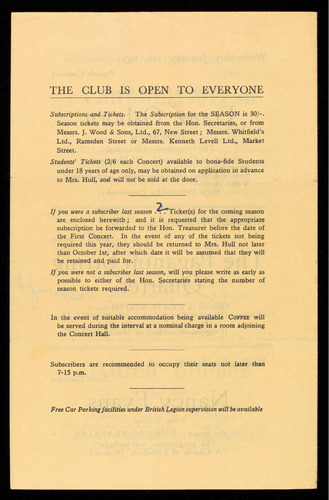 THE CLUB IS OPEN TO EVERYONE
Subscriptions and Tickets. The Subscription for the SEASON is 30/-.
Season tickets may be obtained from the Hon. Secretaries, or from
Messrs. J. Wood & Sons, Ltd., 67, New Street; Messrs. Whitfield's
Ltd., Ramsden Street or Messrs. Kenneth Levell Ltd., Market
Street.
Students' Tickets (2/6 each Concert) available to bona-fide Students
under 18 years of age only, may be obtained on application in advance
to Mrs. Hull, and will not be sold at the door.
If you were a subscriber last season 2 Ticket(s) for the coming season
are enclosed herewith; and it is requested that the appropriate
subscription be forwarded to the Hon. Treasurer before the date of
the First Concert. In the event of any of the tickets not being
required this year, they should be returned to Mrs. Hull not later
than October 1st, after which date it will be assumed that they will
be retained and paid for.
If you were not a subscriber last season, will you please write as early as
possible to either of the Hon. Secretaries stating the number of
season tickets required.
In the event of suitable accommodation being available COFFEE will
be served during the interval at a nominal charge in a room adjoining
the Concert Hall.
Subscribers are recommended to occupy their seats not later than
7-15 p.m.
Free Car Parking facilities under British Legion supervision will be available